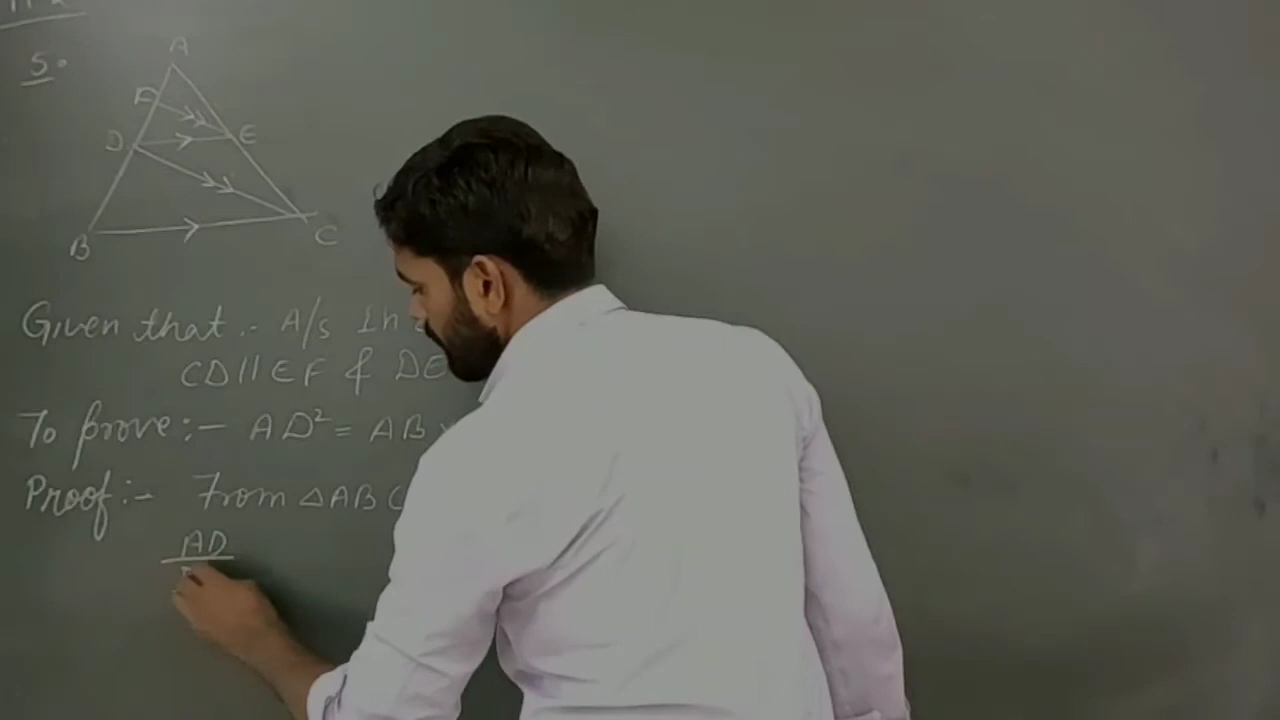 5.
A
F
D E
B C
Given that :- A/s In
CD||EF & DE
To prove :- AD² = AB
Proof :- From △ABC
AD